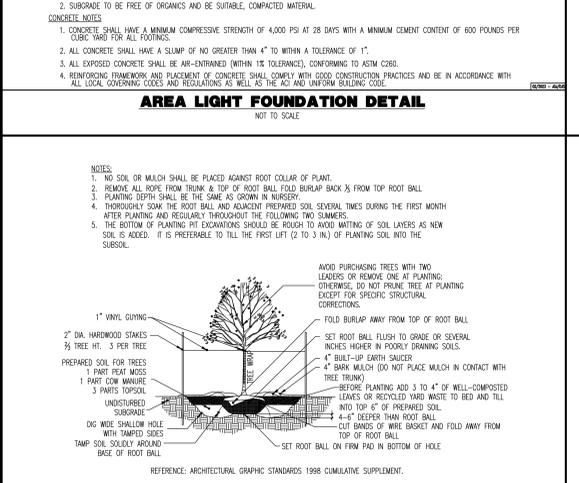 2. SUBGRADE TO BE FREE OF ORGANICS AND BE SUITABLE, COMPACTED MATERIAL.
CONCRETE NOTES
1. CONCRETE SHALL HAVE A MINIMUM COMPRESSIVE STRENGTH OF 4,000 PSI AT 28 DAYS WITH A MINIMUM CEMENT CONTENT OF 600 POUNDS PER
CUBIC YARD FOR ALL FOOTINGS.
2. ALL CONCRETE SHALL HAVE A SLUMP OF NO GREATER THAN 4" TO WITHIN A TOLERANCE OF 1".
3. ALL EXPOSED CONCRETE SHALL BE AIR-ENTRAINED (WITHIN 1% TOLERANCE), CONFORMING TO ASTM C260.
4. REINFORCING FRAMEWORK AND PLACEMENT OF CONCRETE SHALL COMPLY WITH GOOD CONSTRUCTION PRACTICES AND BE IN ACCORDANCE WITH
ALL LOCAL GOVERNING CODES AND REGULATIONS AS WELL AS THE ACI AND UNIFORM BUILDING CODE.
AREA LIGHT FOUNDATION DETAIL
NOT TO SCALE
NOTES:
1. NO SOIL OR MULCH SHALL BE PLACED AGAINST ROOT COLLAR OF PLANT.
2. REMOVE ALL ROPE FROM TRUNK & TOP OF ROOT BALL FOLD BURLAP BACK ⅓ FROM TOP ROOT BALL
3. PLANTING DEPTH SHALL BE THE SAME AS GROWN IN NURSERY.
4. THOROUGHLY SOAK THE ROOT BALL AND ADJACENT PREPARED SOIL SEVERAL TIMES DURING THE FIRST MONTH
AFTER PLANTING AND REGULARLY THROUGHOUT THE FOLLOWING TWO SUMMERS.
5. THE BOTTOM OF PLANTING PIT EXCAVATIONS SHOULD BE ROUGH TO AVOID MATTING OF SOIL LAYERS AS NEW
SOIL IS ADDED. IT IS PREFERABLE TO TILL THE FIRST LIFT (2 TO 3 IN.) OF PLANTING SOIL INTO THE
SUBSOIL.
AVOID PURCHASING TREES WITH TWO
LEADERS OR REMOVE ONE AT PLANTING;
OTHERWISE, DO NOT PRUNE TREE AT PLANTING
EXCEPT FOR SPECIFIC STRUCTURAL
CORRECTIONS.
1" VINYL GUYING
2" DIA. HARDWOOD STAKES
⅔ TREE HT. 3 PER TREE
PREPARED SOIL FOR TREES
1 PART PEAT MOSS
1 PART COW MANURE
3 PARTS TOPSOIL
UNDISTURBED
SUBGRADE
DIG WIDE SHALLOW HOLE
WITH TAMPED SIDES
TAMP SOIL SOLIDLY AROUND
BASE OF ROOT BALL
TREE WRAP
FOLD BURLAP AWAY FROM TOP OF ROOT BALL
SET ROOT BALL FLUSH TO GRADE OR SEVERAL
INCHES HIGHER IN POORLY DRAINING SOILS.
4" BUILT-UP EARTH SAUCER
4" BARK MULCH (DO NOT PLACE MULCH IN CONTACT WITH
TREE TRUNK)
BEFORE PLANTING ADD 3 TO 4" OF WELL-COMPOSTED
LEAVES OR RECYCLED YARD WASTE TO BED AND TILL
INTO TOP 6" OF PREPARED SOIL.
4-6" DEEPER THAN ROOT BALL
CUT BANDS OF WIRE BASKET AND FOLD AWAY FROM
TOP OF ROOT BALL
SET ROOT BALL ON FIRM PAD IN BOTTOM OF HOLE
REFERENCE: ARCHITECTURAL GRAPHIC STANDARDS 1998 CUMULATIVE SUPPLEMENT.